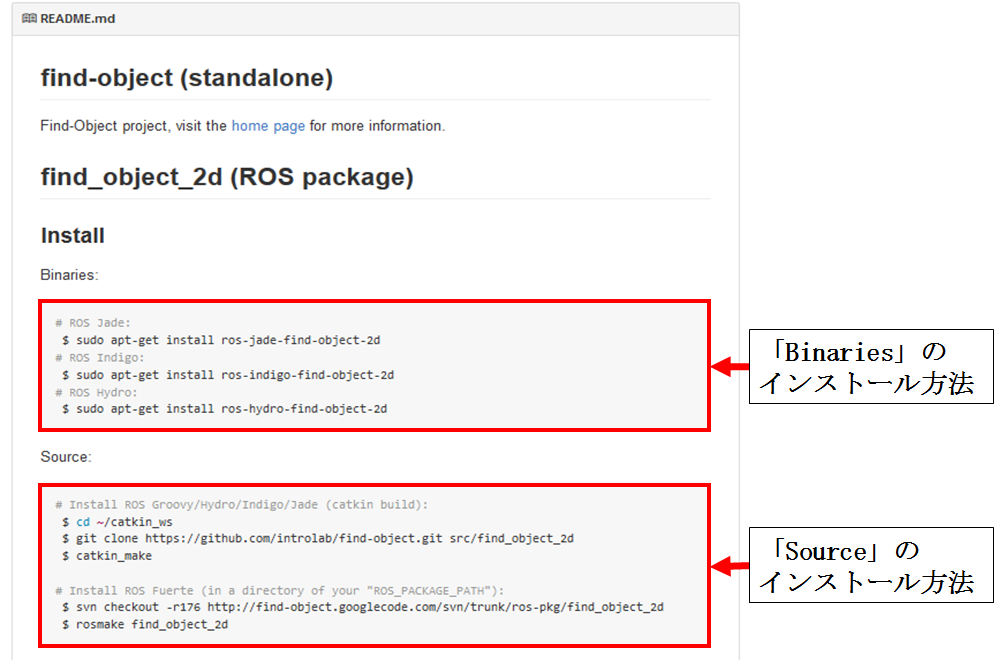 README.md
find-object (standalone)
Find-Object project, visit the home page for more information.
find_object_2d (ROS package)
Install
Binaries:
# ROS Jade:
$ sudo apt-get install ros-jade-find-object-2d
# ROS Indigo:
$ sudo apt-get install ros-indigo-find-object-2d
# ROS Hydro:
$ sudo apt-get install ros-hydro-find-object-2d
「Binaries」の
インストール方法
Source:
# Install ROS Groovy/Hydro/Indigo/Jade (catkin build):
$ cd ~/catkin_ws
$ git clone https://github.com/introlab/find-object.git src/find_object_2d
$ catkin_make
# Install ROS Fuerte (in a directory of your "ROS_PACKAGE_PATH"):
$ svn checkout -r176 http://find-object.googlecode.com/svn/trunk/ros-pkg/find_object_2d
$ rosmake find_object_2d
「Source」の
インストール方法